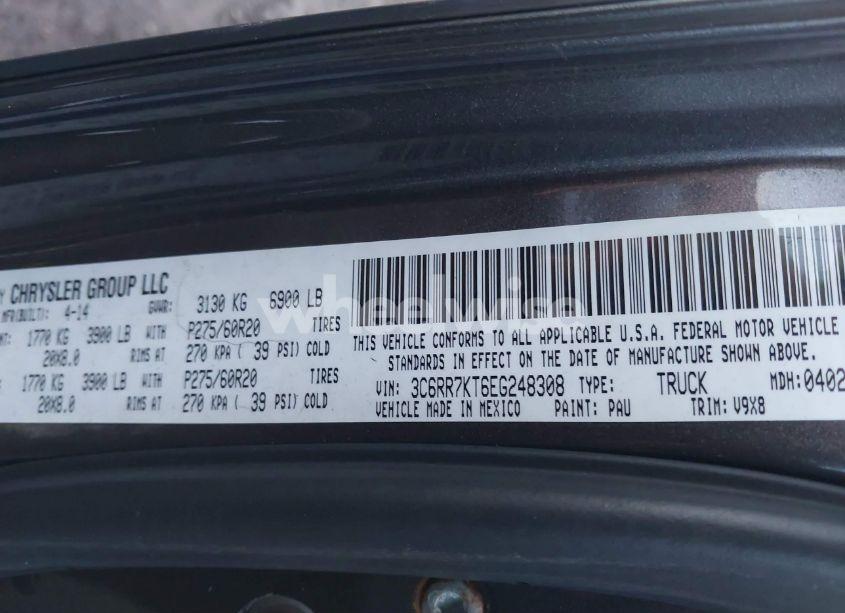 Y CHRYSLER GROUP LLC
MFD(BUILT): 4-14 GVWR: 3130 KG 6900 LB
NT: 1770 KG 3900 LB WITH P275/60R20 TIRES
20X8.0 RIMS AT 270 KPA ( 39 PSI) COLD
1770 KG 3900 LB WITH P275/60R20 TIRES
20X8.0 RIMS AT 270 KPA ( 39 PSI) COLD
THIS VEHICLE CONFORMS TO ALL APPLICABLE U.S.A. FEDERAL MOTOR VEHICLE
STANDARDS IN EFFECT ON THE DATE OF MANUFACTURE SHOWN ABOVE.
VIN: 3C6RR7KT6EG248308 TYPE: TRUCK MDH:0402
VEHICLE MADE IN MEXICO PAINT: PAU TRIM: V9X8
wheelwise